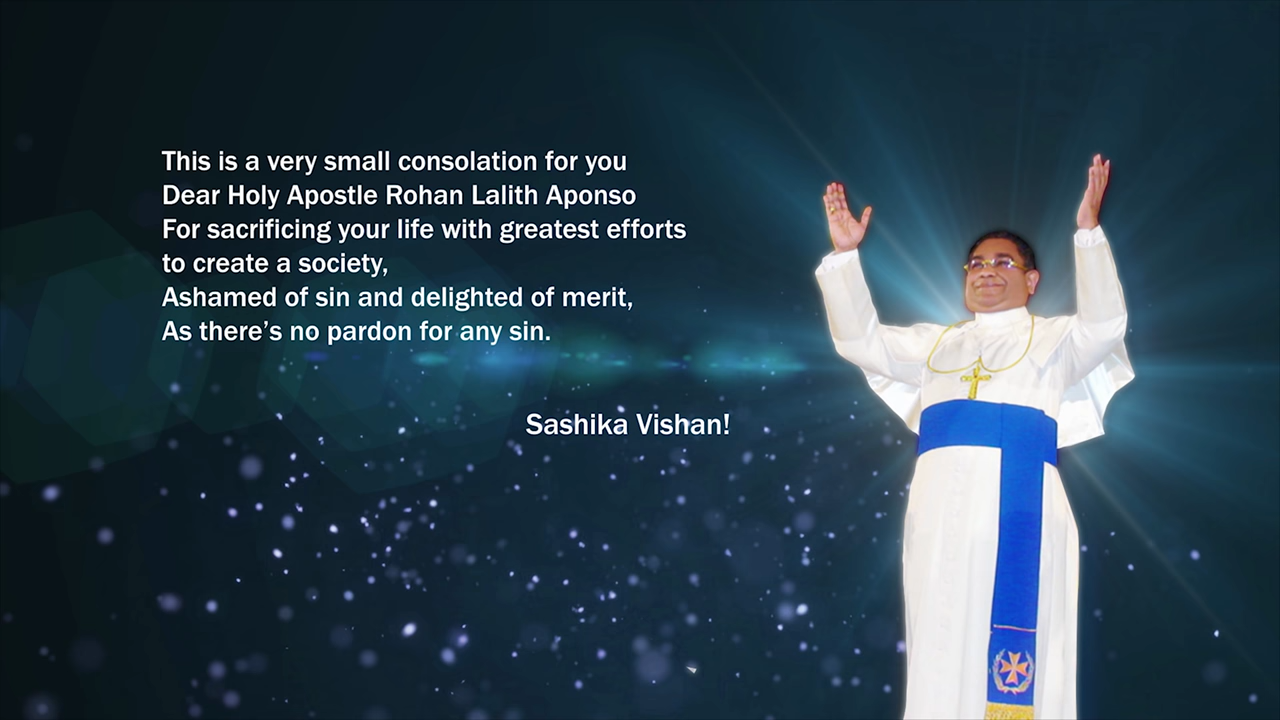 This is a very small consolation for you
Dear Holy Apostle Rohan Lalith Aponso
For sacrificing your life with greatest efforts
to create a society,
Ashamed of sin and delighted of merit,
As there’s no pardon for any sin.
Sashika Vishan!